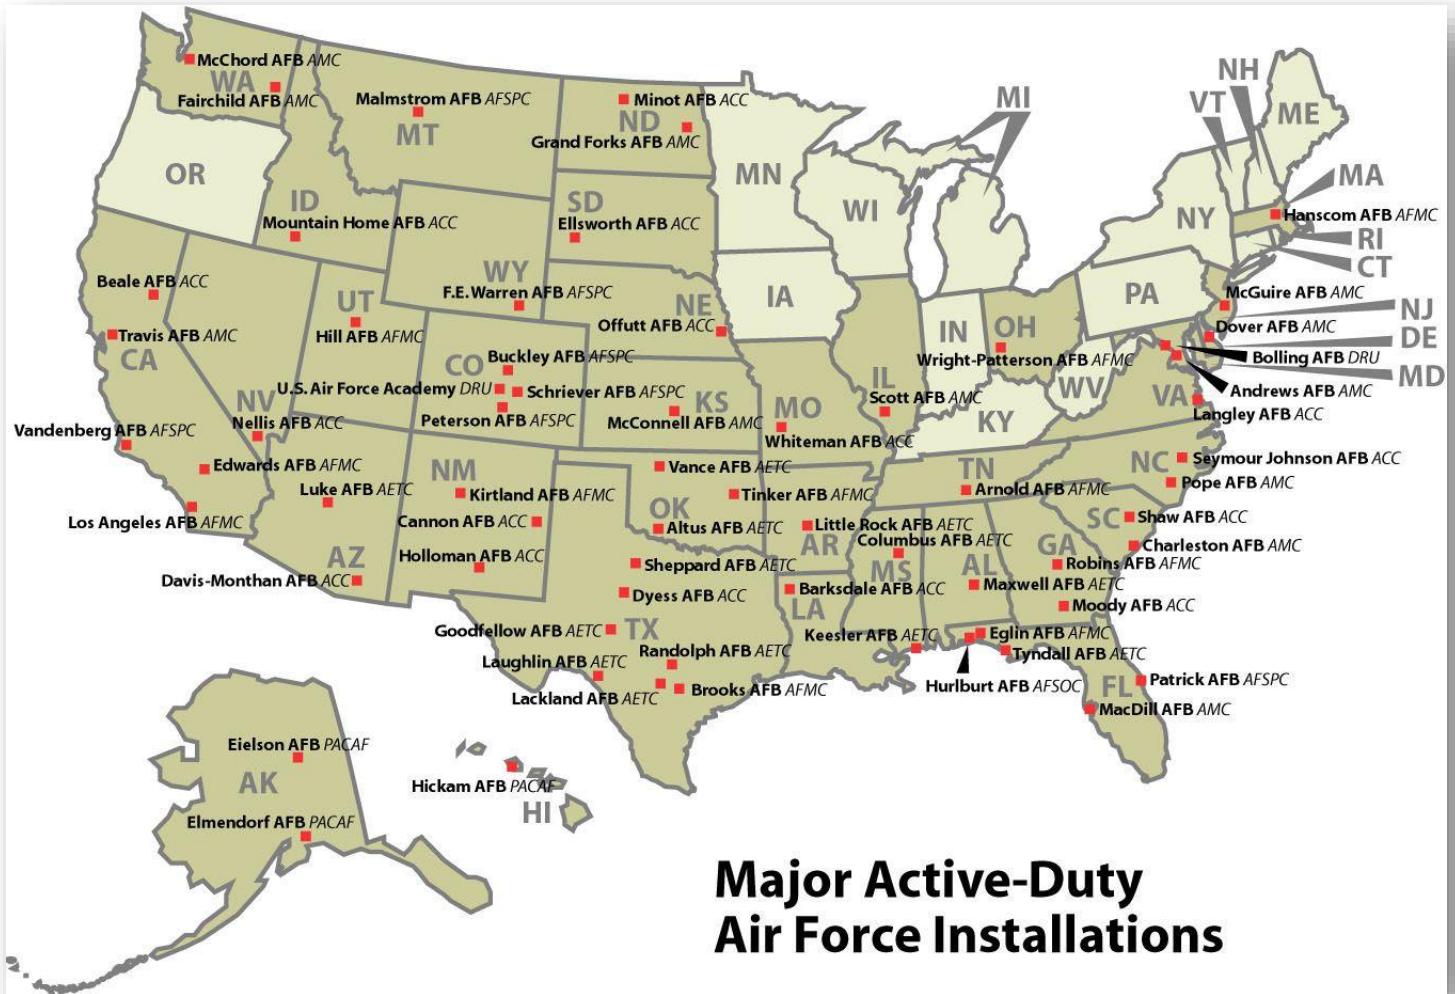 McChord AFB AMC
WA
Fairchild AFB AMC
Malmstrom AFB AFSPC
MT
Minot AFB ACC
ND
Grand Forks AFB AMC
OR
ID
Mountain Home AFB ACC
SD
Ellsworth AFB ACC
MN
WI
MI
VT
NH
ME
MA
NY
Hanscom AFB AFMC
RI
CT
Beale AFB ACC
Travis AFB AMC
CA
UT
Hill AFB AFMC
WY
F.E. Warren AFB AFSPC
NE
Offutt AFB ACC
IA
IN
OH
Wright-Patterson AFB AFMC
PA
McGuire AFB AMC
NJ
Dover AFB AMC
DE
Bolling AFB DRU
MD
Andrews AFB AMC
CO
Buckley AFB AFSPC
U.S. Air Force Academy DRU
Schriever AFB AFSPC
Peterson AFB AFSPC
NV
Nellis AFB ACC
KS
McConnell AFB AMC
MO
Whiteman AFB ACC
IL
Scott AFB AMC
KY
WV
VA
Langley AFB ACC
Vandenberg AFB AFSPC
Edwards AFB AFMC
Los Angeles AFB AFMC
Luke AFB AETC
AZ
Davis-Monthan AFB ACC
NM
Kirtland AFB AFMC
Cannon AFB ACC
Holloman AFB ACC
Vance AFB AETC
Tinker AFB AFMC
OK
Altus AFB AETC
Little Rock AFB AETC
AR
TN
Arnold AFB AFMC
NC
Seymour Johnson AFB ACC
Pope AFB AMC
SC
Shaw AFB ACC
Charleston AFB AMC
Columbus AFB AETC
MS
AL
Maxwell AFB AETC
GA
Robins AFB AFMC
Moody AFB ACC
Sheppard AFB AETC
Dyess AFB ACC
Goodfellow AFB AETC
TX
Randolph AFB AETC
Laughlin AFB AETC
Lackland AFB AETC
Brooks AFB AFMC
Barksdale AFB ACC
LA
Keesler AFB AETC
Eglin AFB AFMC
Tyndall AFB AETC
Hurlburt AFB AFSOC
FL
Patrick AFB AFSPC
MacDill AFB AMC
Eielson AFB PACAF
AK
Elmendorf AFB PACAF
Hickam AFB PACAF
HI
Major Active-Duty
Air Force Installations